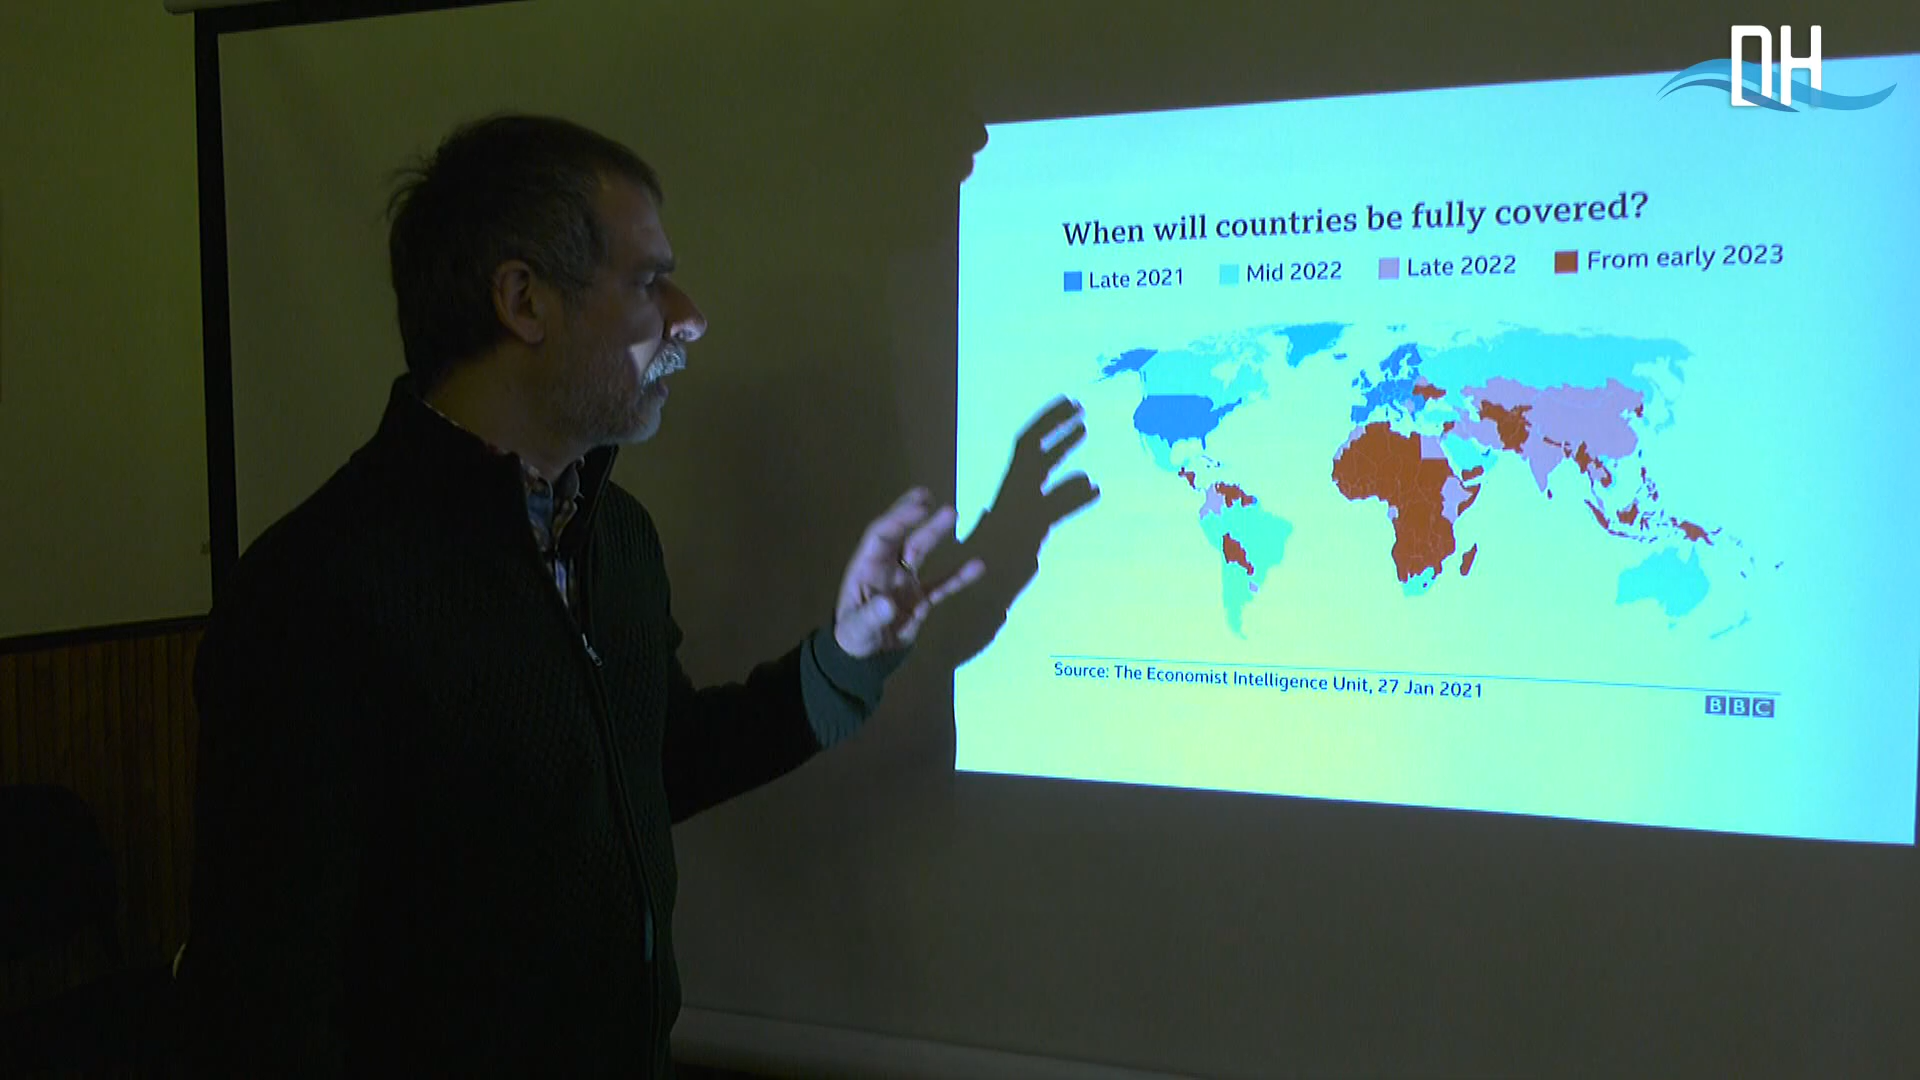 DH
When will countries be fully covered?
Late 2021 Mid 2022 Late 2022 From early 2023
Source: The Economist Intelligence Unit, 27 Jan 2021
BBC